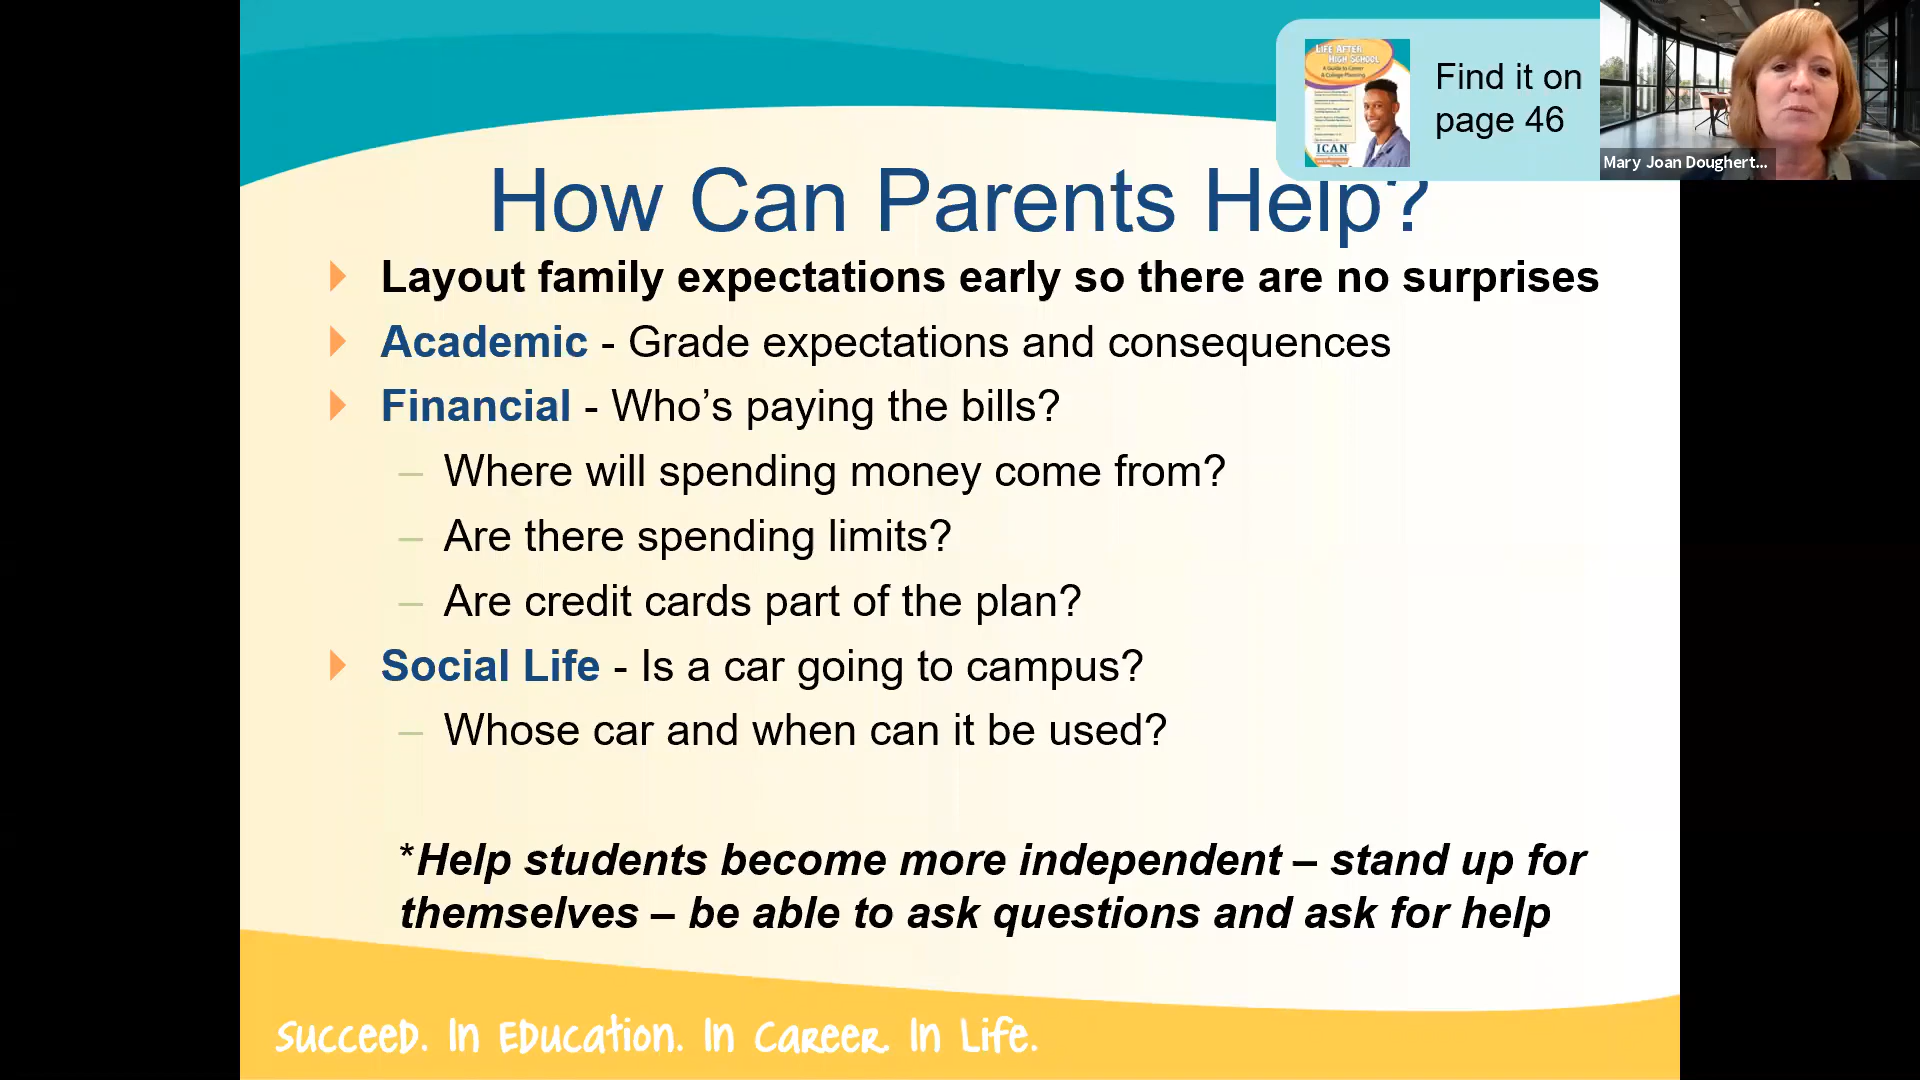 LIFE AFTER
HIGH SCHOOL
A Guide to Career
& College Planning
ICAN
Find it on
page 46
Mary Joan Doughert...
How Can Parents Help?
Layout family expectations early so there are no surprises
Academic - Grade expectations and consequences
Financial - Who’s paying the bills?
– Where will spending money come from?
– Are there spending limits?
– Are credit cards part of the plan?
Social Life - Is a car going to campus?
– Whose car and when can it be used?
*Help students become more independent – stand up for
themselves – be able to ask questions and ask for help
Succeed. In Education. In Career. In Life.